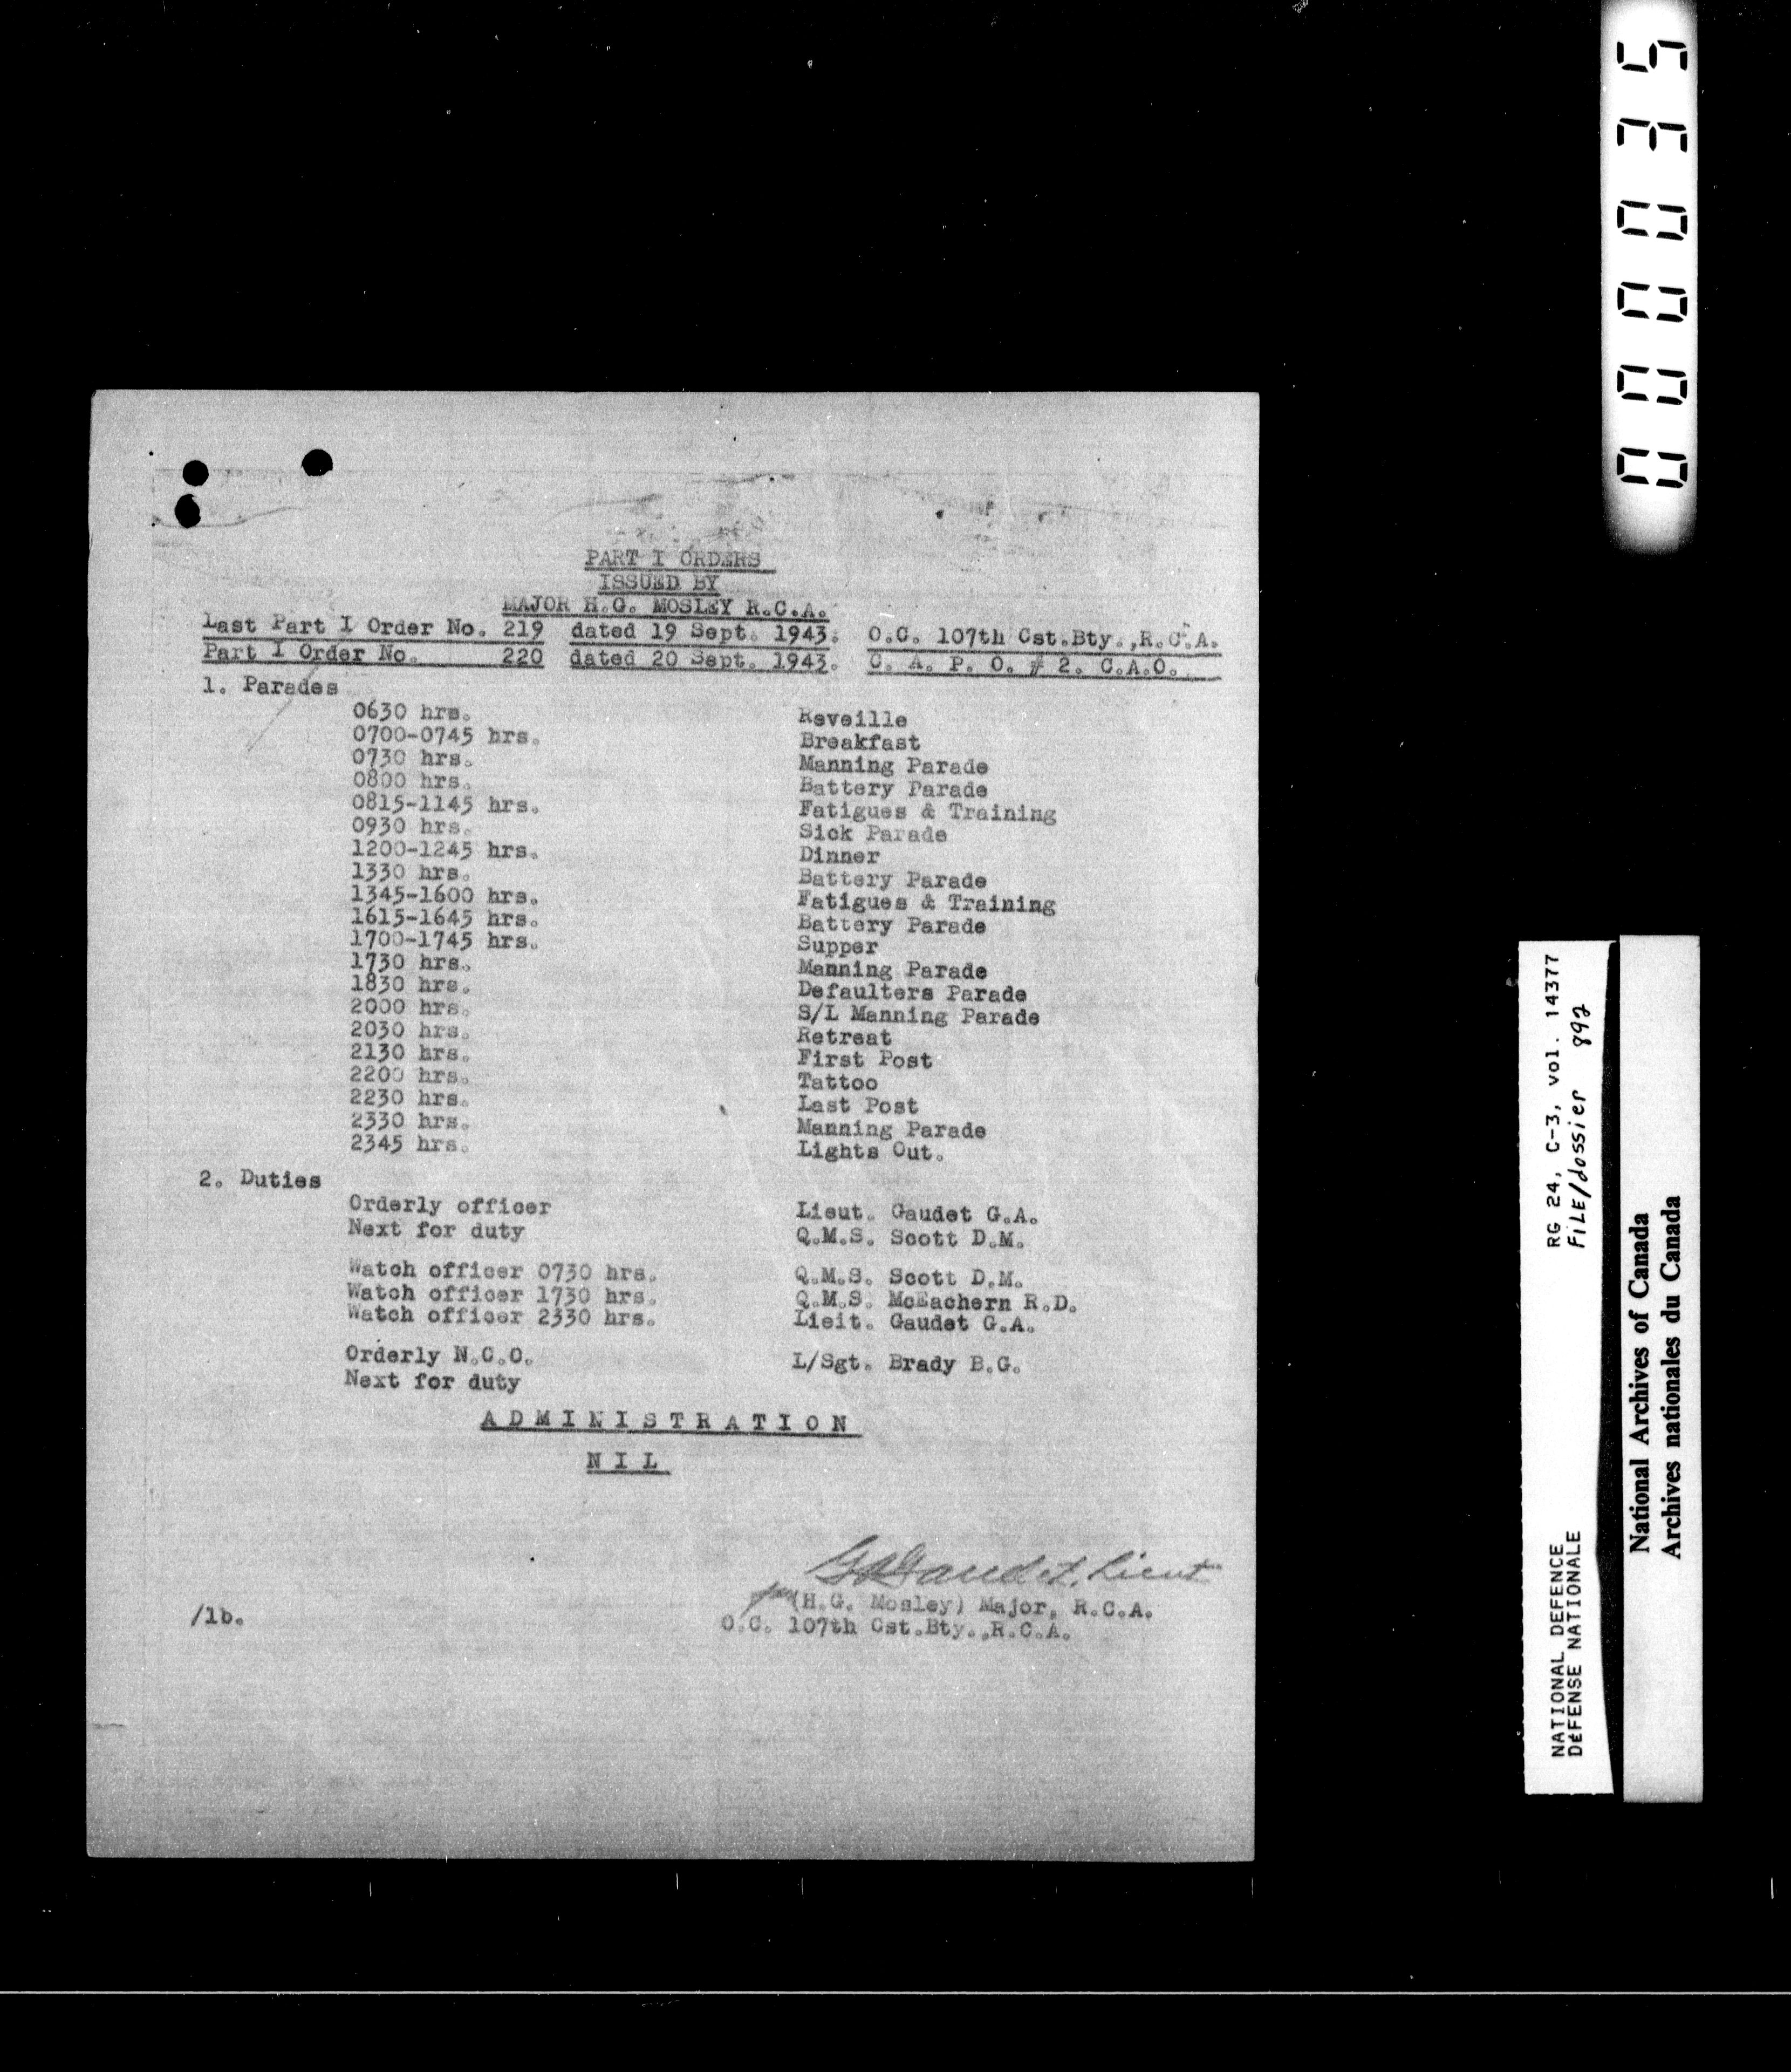 PART I ORDERS
ISSUED BY
MAJOR H.G. MOSLEY R.C.A.
Last Part I Order No. 219 dated 19 Sept. 1943. O.C. 107th Cst.Bty.,R.C.A.
Part I Order No. 220 dated 20 Sept. 1943. C. A. P. O. # 2. C.A.O.
1. Parades
0630 hrs. Reveille
0700-0745 hrs. Breakfast
0730 hrs. Manning Parade
0800 hrs. Battery Parade
0815-1145 hrs. Fatigues & Training
0930 hrs. Sick Parade
1200-1245 hrs. Dinner
1330 hrs. Battery Parade
1345-1600 hrs. Fatigues & Training
1615-1645 hrs. Battery Parade
1700-1745 hrs. Supper
1730 hrs. Manning Parade
1830 hrs. Defaulters Parade
2000 hrs. S/L Manning Parade
2030 hrs. Retreat
2130 hrs. First Post
2200 hrs. Tattoo
2230 hrs. Last Post
2330 hrs. Manning Parade
2345 hrs. Lights Out.
2. Duties
Orderly officer Lieut. Gaudet G.A.
Next for duty Q.M.S. Scott D.M.
Watch officer 0730 hrs. Q.M.S. Scott D.M.
Watch officer 1730 hrs. Q.M.S. McEachern R.D.
Watch officer 2330 hrs. Lieit. Gaudet G.A.
Orderly N.C.O. L/Sgt. Brady B.G.
Next for duty
A D M I N I S T R A T I O N
N I L
GAGaudet. Lieut
for (H.G. Mosley) Major, R.C.A.
/lb. O.C. 107th Cst.Bty.,R.C.A.
000035
NATIONAL DEFENCE RG 24, C-3, vol. 14377
DÉFENSE NATIONALE FILE/dossier 892
National Archives of Canada
Archives nationales du Canada